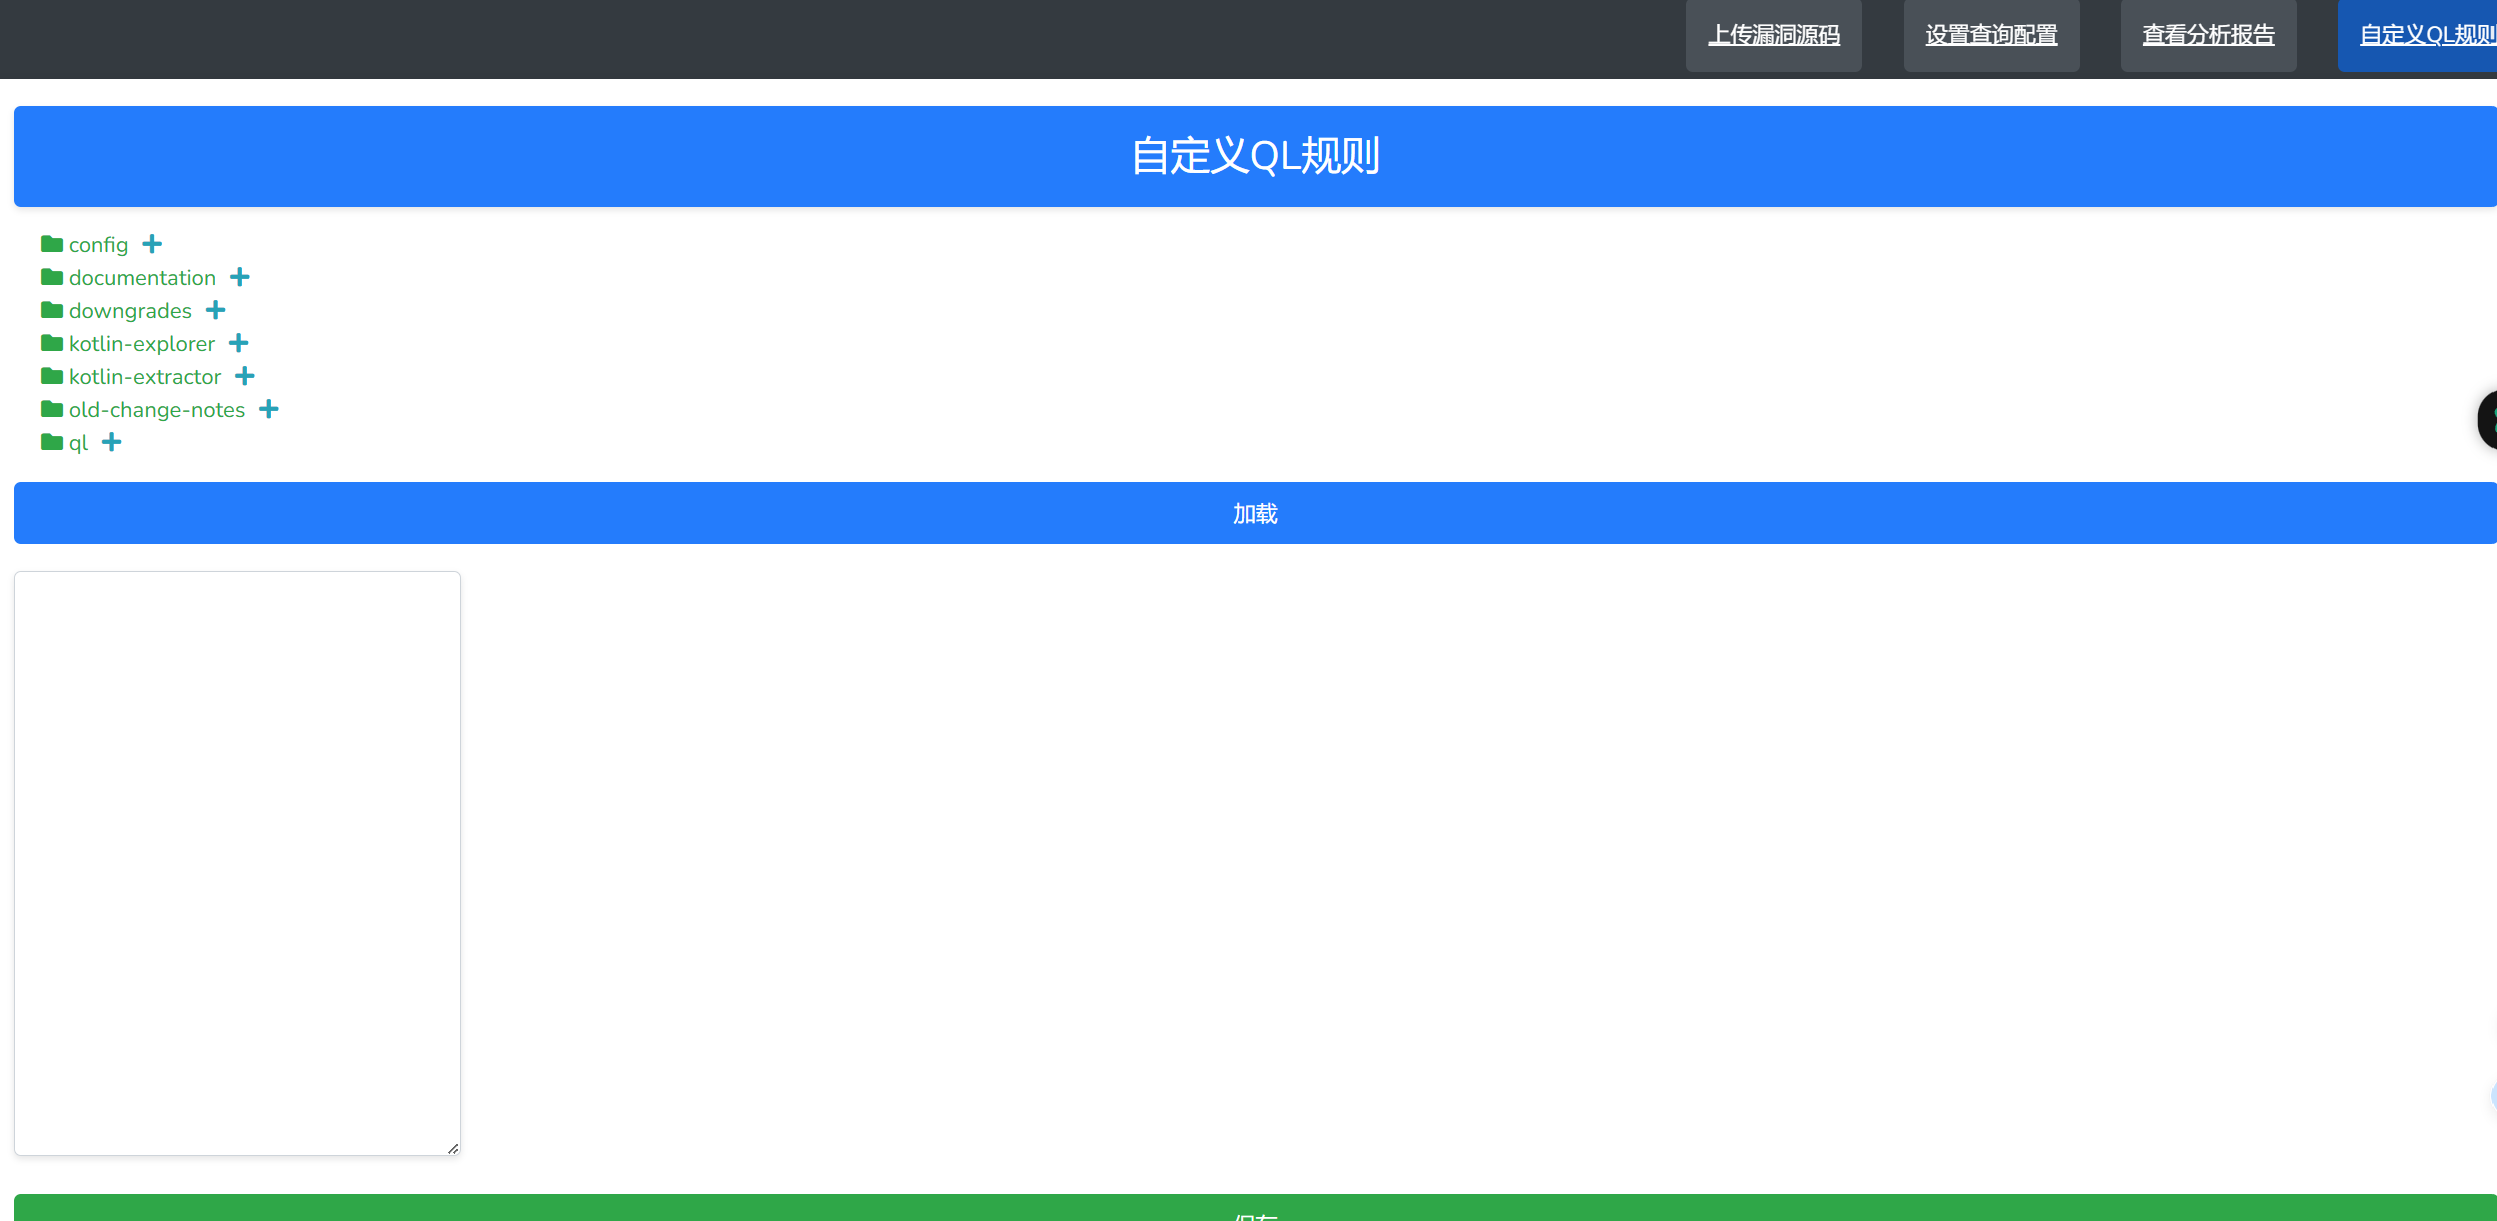 上传漏洞源码 设置查询配置 查看分析报告 自定义QL规则
自定义QL规则
config
documentation
downgrades
kotlin-explorer
kotlin-extractor
old-change-notes
ql
加载
保存